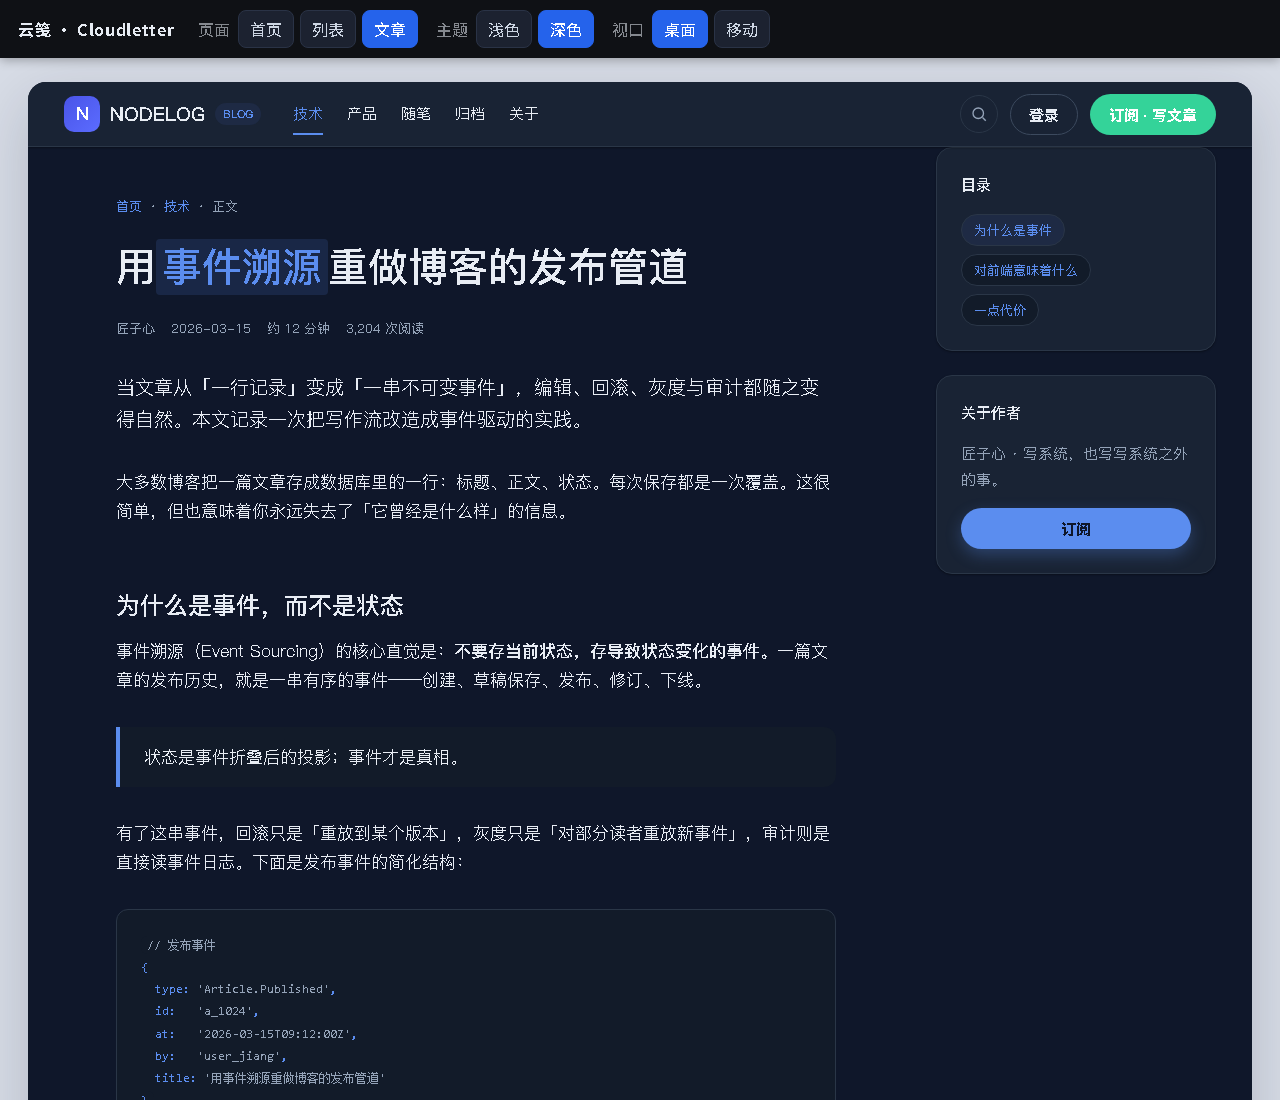 云笺 · Cloudletter 页面 首页 列表 文章 主题 浅色 深色 视口 桌面 移动
N NODELOG BLOG 技术 产品 随笔 归档 关于 登录 订阅 · 写文章
首页 · 技术 · 正文
用事件溯源重做博客的发布管道
匠子心 2026-03-15 约 12 分钟 3,204 次阅读
当文章从「一行记录」变成「一串不可变事件」，编辑、回滚、灰度与审计都随之变
得自然。本文记录一次把写作流改造成事件驱动的实践。
大多数博客把一篇文章存成数据库里的一行：标题、正文、状态。每次保存都是一次覆盖。这很
简单，但也意味着你永远失去了「它曾经是什么样」的信息。
为什么是事件，而不是状态
事件溯源（Event Sourcing）的核心直觉是：不要存当前状态，存导致状态变化的事件。一篇文
章的发布历史，就是一串有序的事件——创建、草稿保存、发布、修订、下线。
状态是事件折叠后的投影；事件才是真相。
有了这串事件，回滚只是「重放到某个版本」，灰度只是「对部分读者重放新事件」，审计则是
直接读事件日志。下面是发布事件的简化结构：
// 发布事件
{
type: 'Article.Published',
id: 'a_1024',
at: '2026-03-15T09:12:00Z',
by: 'user_jiang',
title: '用事件溯源重做博客的发布管道'
}
目录
为什么是事件
对前端意味着什么
一点代价
关于作者
匠子心 · 写系统，也写写系统之外
的事。
订阅